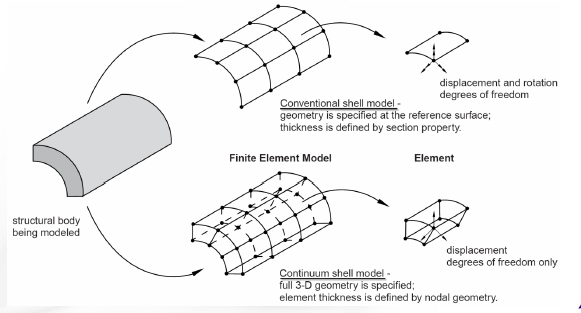 displacement and rotation
degrees of freedom
Conventional shell model -
geometry is specified at the reference surface;
thickness is defined by section property.
Finite Element Model
Element
structural body
being modeled
displacement
degrees of freedom only
Continuum shell model -
full 3-D geometry is specified;
element thickness is defined by nodal geometry.